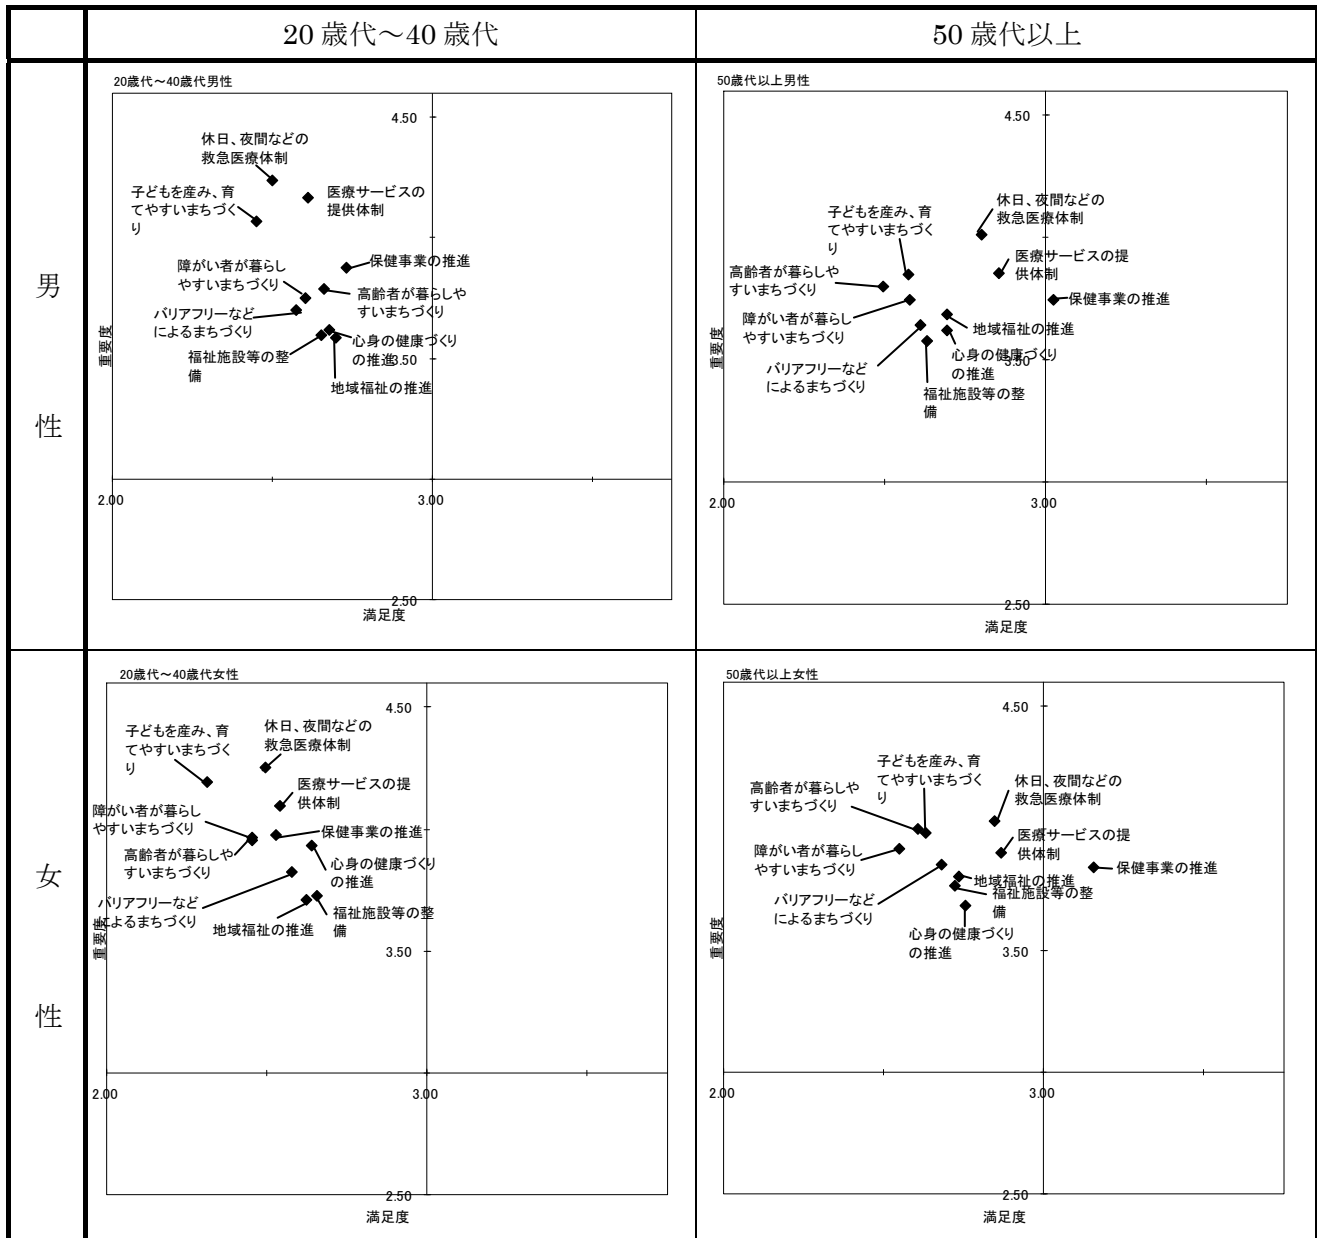 20歳代～40歳代
50歳代以上
男
性
20歳代～40歳代男性
4.50
休日、夜間などの
救急医療体制
子どもを産み、育
てやすいまちづく
り
医療サービスの
提供体制
保健事業の推進
障がい者が暮らし
やすいまちづくり
高齢者が暮らしや
すいまちづくり
バリアフリーなど
によるまちづくり
心身の健康づくり
の推進
福祉施設等の整
備
3.50
地域福祉の推進
重要度
2.00
3.00
2.50
満足度
50歳代以上男性
4.50
休日、夜間などの
救急医療体制
子どもを産み、育
てやすいまちづく
り
医療サービスの提
供体制
高齢者が暮らしや
すいまちづくり
保健事業の推進
障がい者が暮らし
やすいまちづくり
地域福祉の推進
心身の健康づくり
の推進
3.50
バリアフリーなど
によるまちづくり
福祉施設等の整
備
重要度
2.00
3.00
2.50
満足度
女
性
20歳代～40歳代女性
4.50
子どもを産み、育
てやすいまちづく
り
休日、夜間などの
救急医療体制
医療サービスの提
供体制
障がい者が暮らし
やすいまちづくり
保健事業の推進
高齢者が暮らしや
すいまちづくり
心身の健康づくり
の推進
バリアフリーなど
によるまちづくり
地域福祉の推進
福祉施設等の整
備
重要度
3.50
2.00
3.00
2.50
満足度
50歳代以上女性
4.50
子どもを産み、育
てやすいまちづく
り
高齢者が暮らしや
すいまちづくり
休日、夜間などの
救急医療体制
医療サービスの提
供体制
障がい者が暮らし
やすいまちづくり
保健事業の推進
地域福祉の推進
福祉施設等の整
備
バリアフリーなど
によるまちづくり
心身の健康づくり
の推進
重要度
3.50
2.00
3.00
2.50
満足度